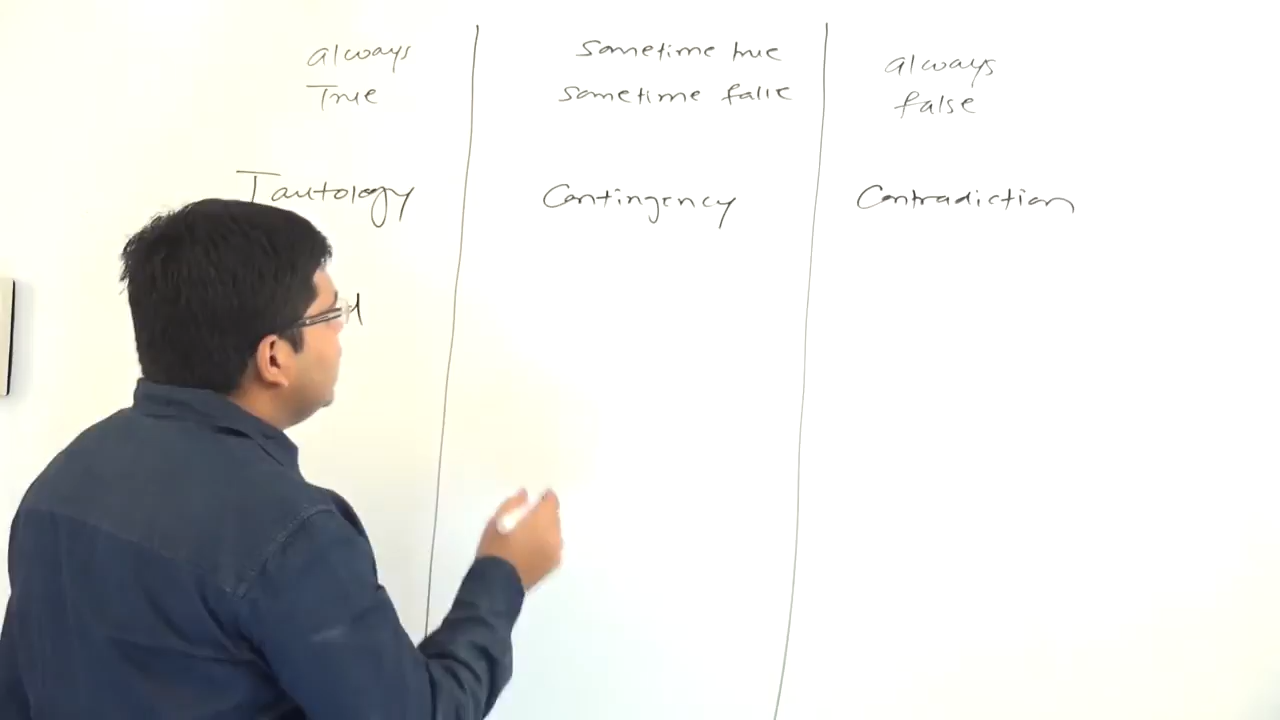 always
True
Tautology
Sometime true
sometime false
Contingency
always
false
Contradiction